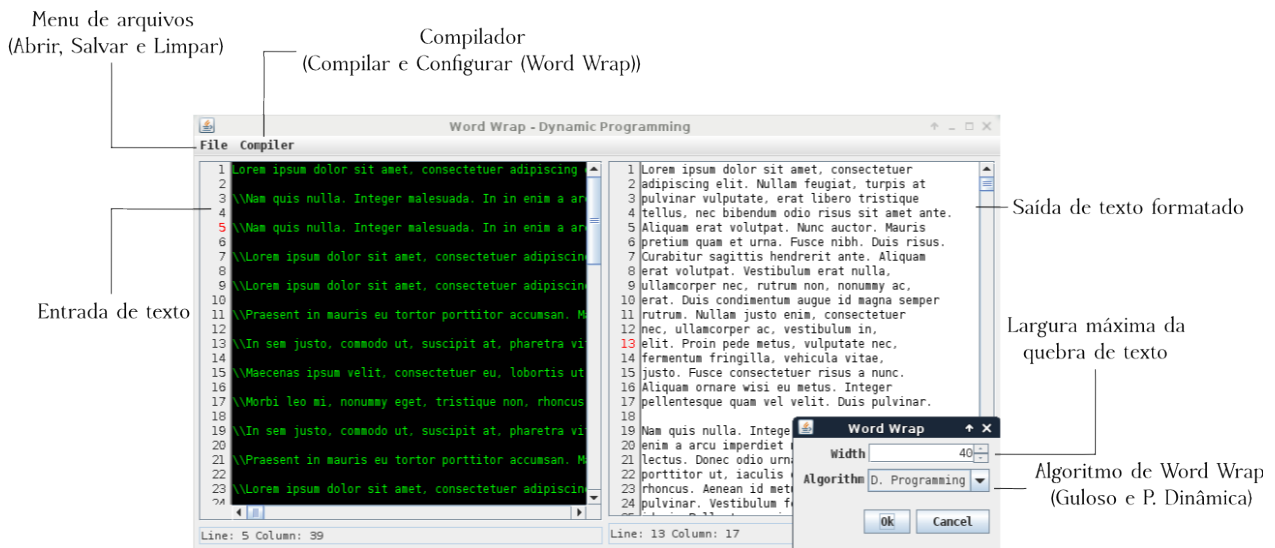 Menu de arquivos
(Abrir, Salvar e Limpar)
Compilador
(Compilar e Configurar (Word Wrap))
Word Wrap - Dynamic Programming
File Compiler
1 Lorem ipsum dolor sit amet, consectetuer adipiscing
2
3 \\Nam quis nulla. Integer malesuada. In in enim a arc
4
5 \\Nam quis nulla. Integer malesuada. In in enim a arc
6
7 \\Lorem ipsum dolor sit amet, consectetuer adipiscin
8
9 \\Lorem ipsum dolor sit amet, consectetuer adipiscin
10
11 \\Praesent in mauris eu tortor porttitor accumsan. Ma
12
13 \\In sem justo, commodo ut, suscipit at, pharetra vi
14
15 \\Maecenas ipsum velit, consectetuer eu, lobortis ut
16
17 \\Morbi leo mi, nonummy eget, tristique non, rhoncus
18
19 \\In sem justo, commodo ut, suscipit at, pharetra vi
20
21 \\Praesent in mauris eu tortor porttitor accumsan. Ma
22
23 \\Lorem ipsum dolor sit amet, consectetuer adipiscin
24
Line: 5 Column: 39
1 Lorem ipsum dolor sit amet, consectetuer
2 adipiscing elit. Nullam feugiat, turpis at
3 pulvinar vulputate, erat libero tristique
4 tellus, nec bibendum odio risus sit amet ante.
5 Aliquam erat volutpat. Nunc auctor. Mauris
6 pretium quam et urna. Fusce nibh. Duis risus.
7 Curabitur sagittis hendrerit ante. Aliquam
8 erat volutpat. Vestibulum erat nulla,
9 ullamcorper nec, rutrum non, nonummy ac,
10 erat. Duis condimentum augue id magna semper
11 rutrum. Nullam justo enim, consectetuer
12 nec, ullamcorper ac, vestibulum in,
13 elit. Proin pede metus, vulputate nec,
14 fermentum fringilla, vehicula vitae,
15 justo. Fusce consectetuer risus a nunc.
16 Aliquam ornare wisi eu metus. Integer
17 pellentesque quam vel velit. Duis pulvinar.
18
19 Nam quis nulla. Intege
20 enim a arcu imperdiet
21 lectus. Donec odio urna
22 porttitor ut, iaculis
23 rhoncus. Aenean id metu
24 pulvinar. Vestibulum f
Line: 13 Column: 17
Word Wrap
Width 40
Algorithm D. Programming
Ok Cancel
Entrada de texto
Saída de texto formatado
Largura máxima da
quebra de texto
Algoritmo de Word Wrap
(Guloso e P. Dinâmica)